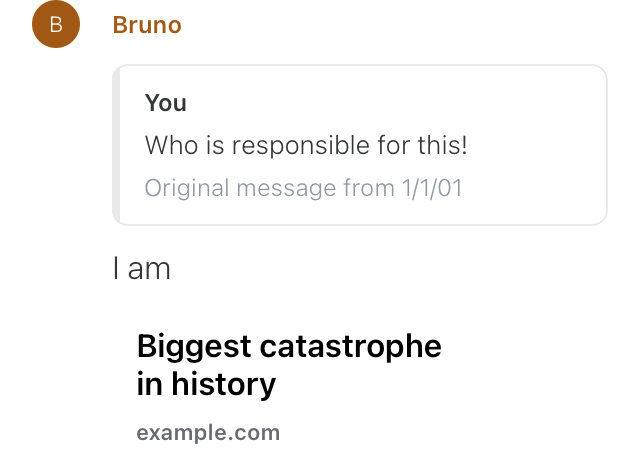 B
Bruno
You
Who is responsible for this!
Original message from 1/1/01
I am
Biggest catastrophe
in history
example.com